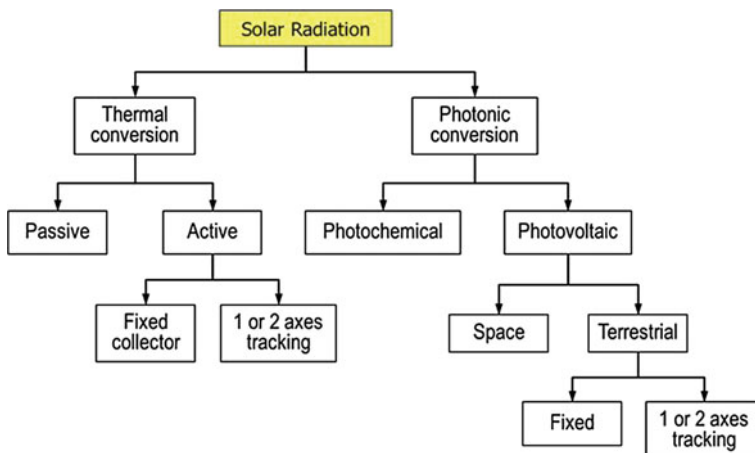 Solar Radiation
Thermal
conversion
Photonic
conversion
Passive
Active
Photochemical
Photovoltaic
Fixed
collector
1 or 2 axes
tracking
Space
Terrestrial
Fixed
1 or 2 axes
tracking